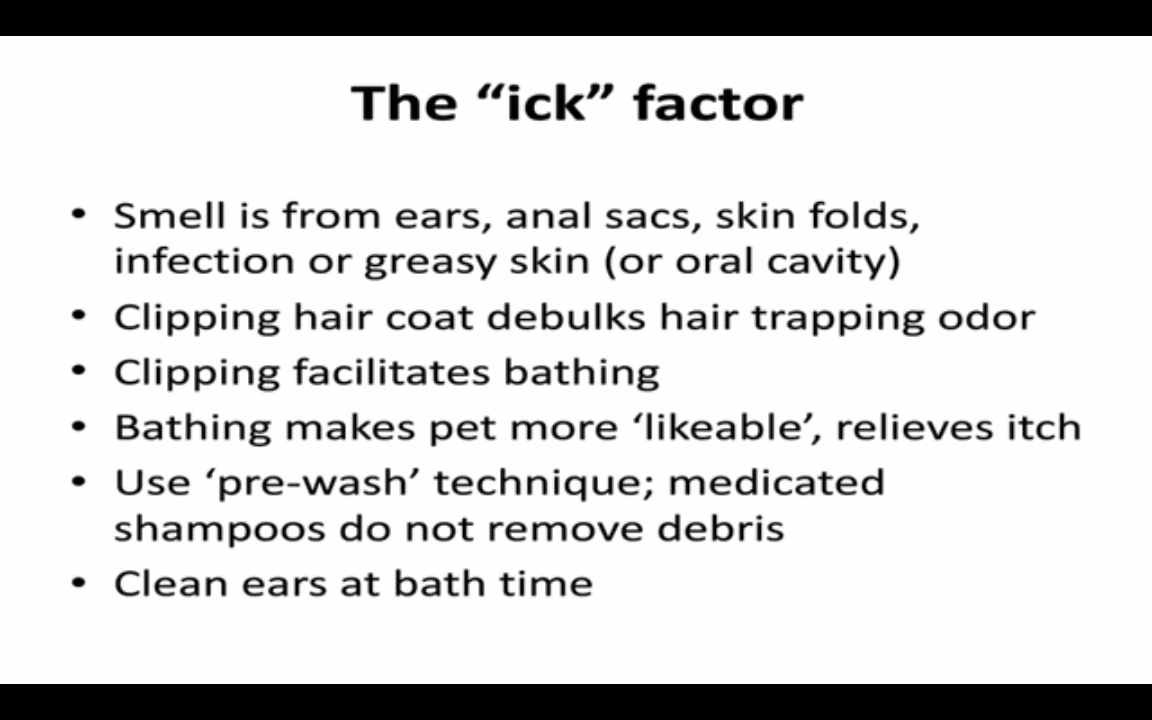 The “ick” factor
• Smell is from ears, anal sacs, skin folds,
infection or greasy skin (or oral cavity)
• Clipping hair coat debulks hair trapping odor
• Clipping facilitates bathing
• Bathing makes pet more ‘likeable’, relieves itch
• Use ‘pre-wash’ technique; medicated
shampoos do not remove debris
• Clean ears at bath time